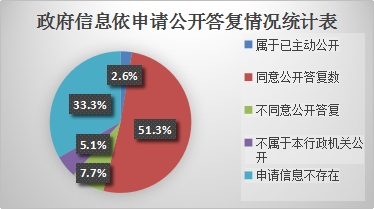 政府信息依申请公开答复情况统计表
2.6%
51.3%
7.7%
5.1%
33.3%
属于已主动公开
同意公开答复数
不同意公开答复
不属于本行政机关公
开
申请信息不存在